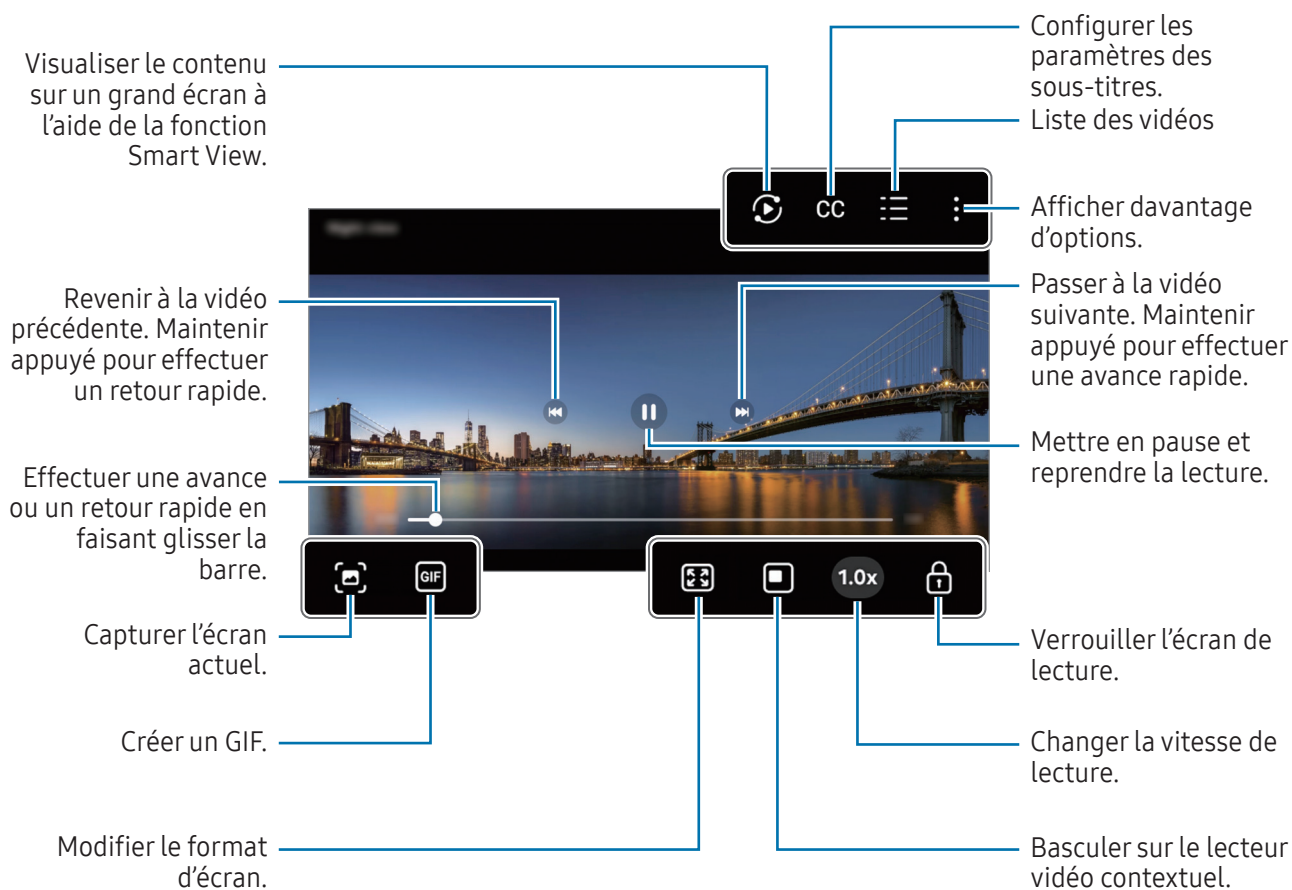 Configurer les
paramètres des
sous-titres.
Visualiser le contenu
sur un grand écran à
l'aide de la fonction
Smart View.
Liste des vidéos
CC
Afficher davantage
d'options.
Revenir à la vidéo
précédente. Maintenir
appuyé pour effectuer
un retour rapide.
Passer à la vidéo
suivante. Maintenir
appuyé pour effectuer
une avance rapide.
Mettre en pause et
reprendre la lecture.
Effectuer une avance
ou un retour rapide en
faisant glisser la
barre.
GIF
1.0x
Capturer l'écran
actuel.
Verrouiller l'écran de
lecture.
Créer un GIF.
Changer la vitesse de
lecture.
Modifier le format
d'écran.
Basculer sur le lecteur
vidéo contextuel.